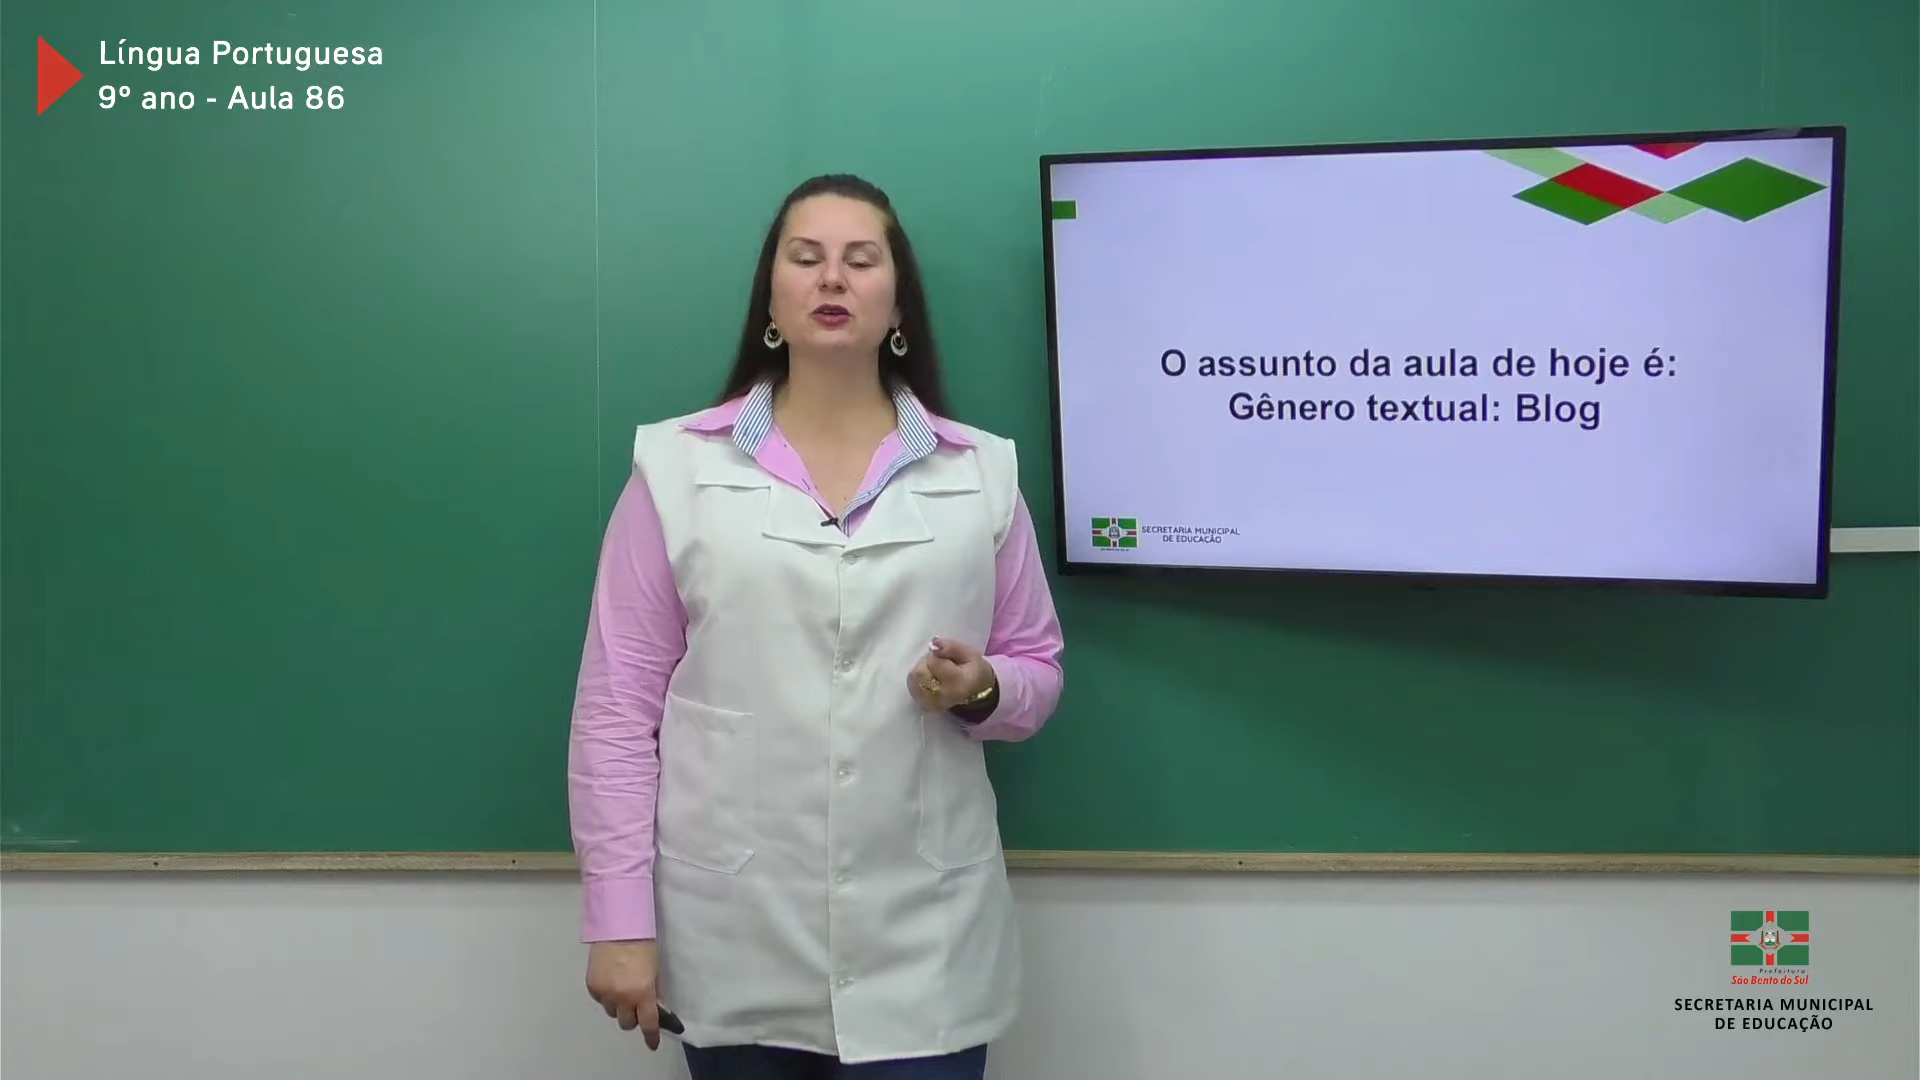 Língua Portuguesa
9º ano - Aula 86
O assunto da aula de hoje é:
Gênero textual: Blog
SECRETARIA MUNICIPAL
DE EDUCAÇÃO
Prefeitura
São Bento do Sul
SECRETARIA MUNICIPAL
DE EDUCAÇÃO